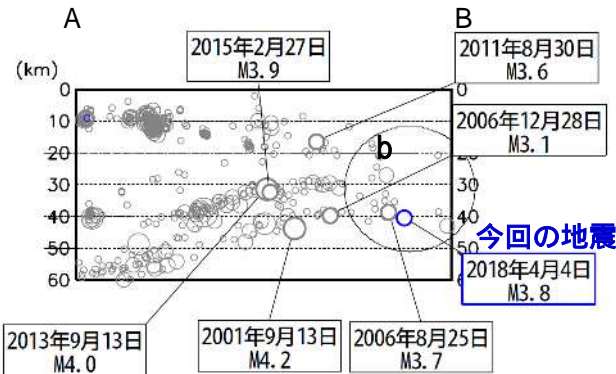 A
B
2015年2月27日
M3.9
2011年8月30日
M3.6
(km)
0
10
20
30
40
50
60
0
2006年12月28日
M3.1
b
20
30
40
50
60
今回の地震
2018年4月4日
M3.8
2013年9月13日
M4.0
2001年9月13日
M4.2
2006年8月25日
M3.7